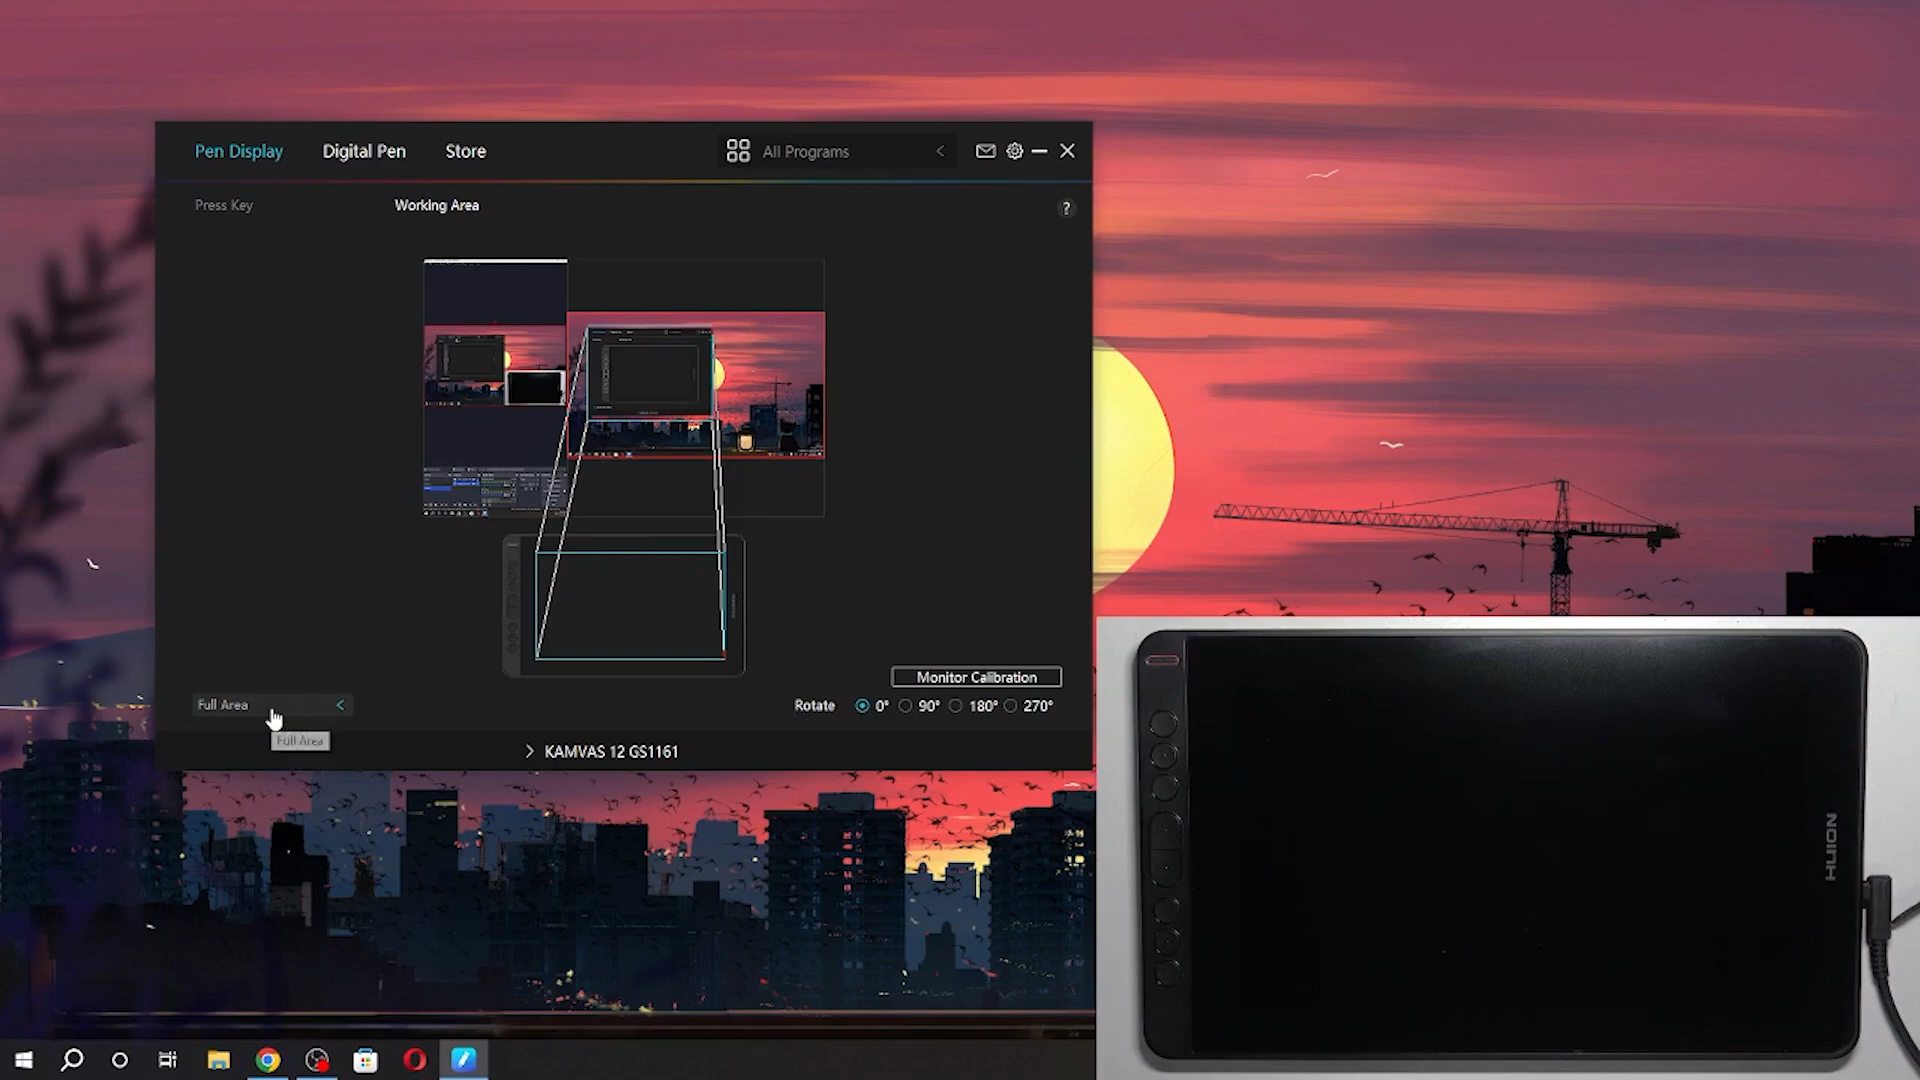 Pen Display
Digital Pen
Store
All Programs
Press Key
Working Area
?
Monitor Calibration
Full Area
Rotate
0°
90°
180°
270°
Full Area
KAMVAS 12 GS1161
HUION